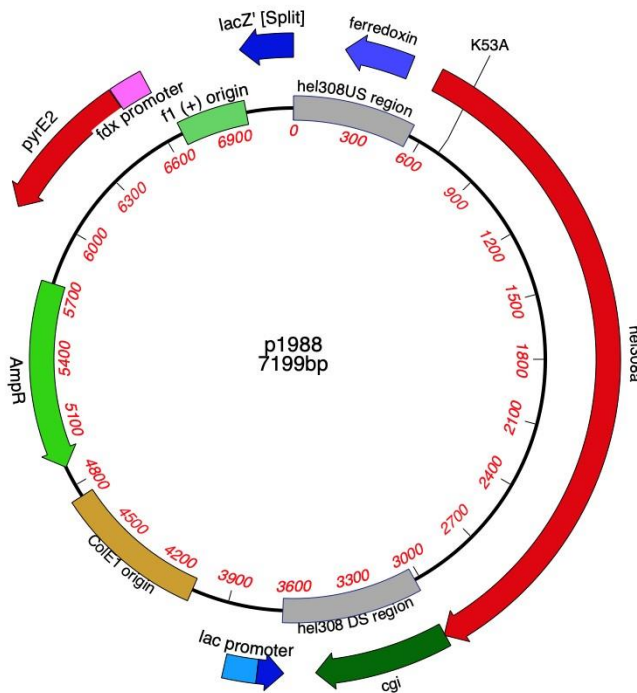 lacZ' [Split]
ferredoxin
K53A
fdx promoter
f1 (+) origin
hel308US region
pyrE2
0
300
600
900
1200
1500
1800
2100
2400
2700
3000
3300
3600
3900
4200
4500
4800
5100
5400
5700
6000
6300
6600
6900
p1988
7199bp
hel308a
AmpR
ColE1 origin
hel308 DS region
lac promoter
cgi